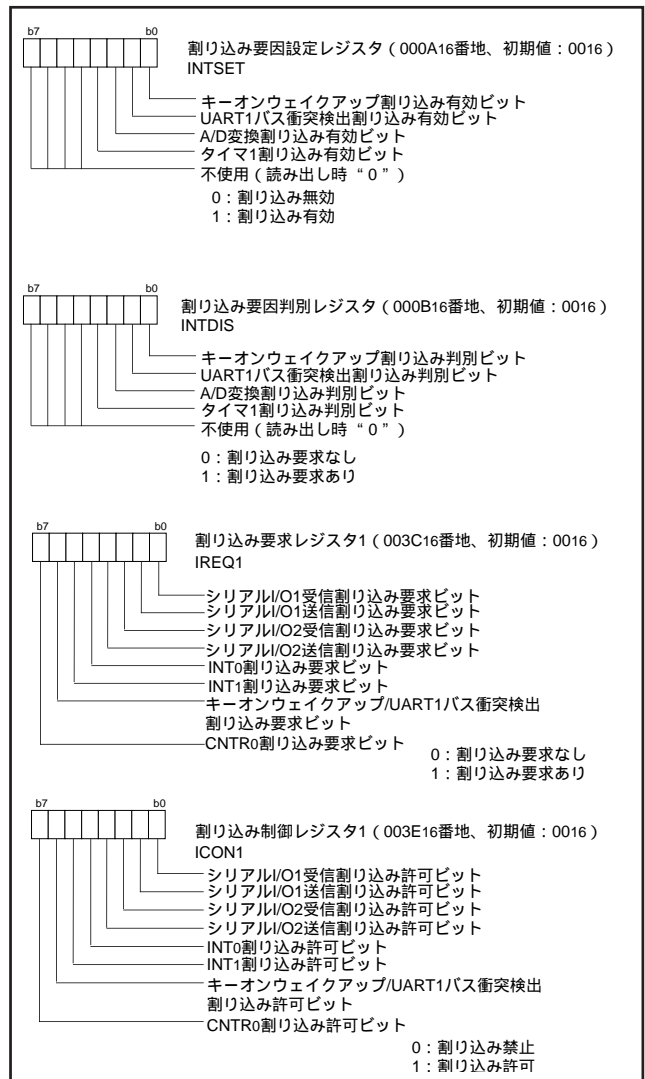 b7 b0
割り込み要因設定レジスタ（000A16番地、初期値：0016）
INTSET
キーオンウェイクアップ割り込み有効ビット
UART1バス衝突検出割り込み有効ビット
A/D変換割り込み有効ビット
タイマ1割り込み有効ビット
不使用（読み出し時“0”）
0：割り込み無効
1：割り込み有効
b7 b0
割り込み要因判別レジスタ（000B16番地、初期値：0016）
INTDIS
キーオンウェイクアップ割り込み判別ビット
UART1バス衝突検出割り込み判別ビット
A/D変換割り込み判別ビット
タイマ1割り込み判別ビット
不使用（読み出し時“0”）
0：割り込み要求なし
1：割り込み要求あり
b7 b0
割り込み要求レジスタ1（003C16番地、初期値：0016）
IREQ1
シリアルI/O1受信割り込み要求ビット
シリアルI/O1送信割り込み要求ビット
シリアルI/O2受信割り込み要求ビット
シリアルI/O2送信割り込み要求ビット
INT0割り込み要求ビット
INT1割り込み要求ビット
キーオンウェイクアップ/UART1バス衝突検出
割り込み要求ビット
CNTR0割り込み要求ビット
0：割り込み要求なし
1：割り込み要求あり
b7 b0
割り込み制御レジスタ1（003E16番地、初期値：0016）
ICON1
シリアルI/O1受信割り込み許可ビット
シリアルI/O1送信割り込み許可ビット
シリアルI/O2受信割り込み許可ビット
シリアルI/O2送信割り込み許可ビット
INT0割り込み許可ビット
INT1割り込み許可ビット
キーオンウェイクアップ/UART1バス衝突検出
割り込み許可ビット
CNTR0割り込み許可ビット
0：割り込み禁止
1：割り込み許可